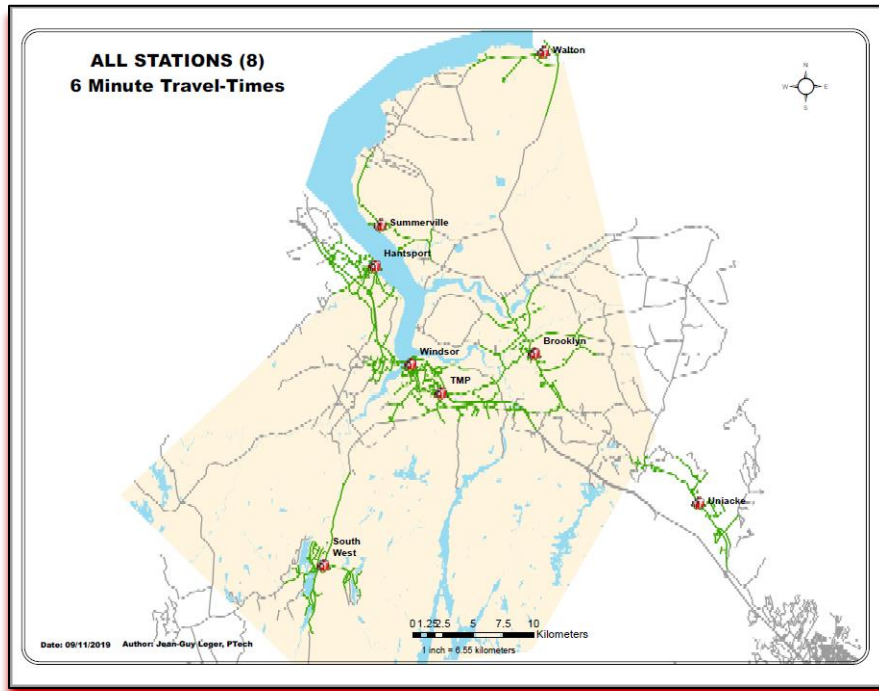 ALL STATIONS (8)
6 Minute Travel-Times
Walton
N
W E
S
Summerville
Hantsport
Brooklyn
Windsor
TMP
Uniacke
South
West
0 1.25 2.5 5 7.5 10
Kilometers
1 inch = 6.55 kilometers
Date: 09/11/2019 Author: Jean-Guy Leger, PTech